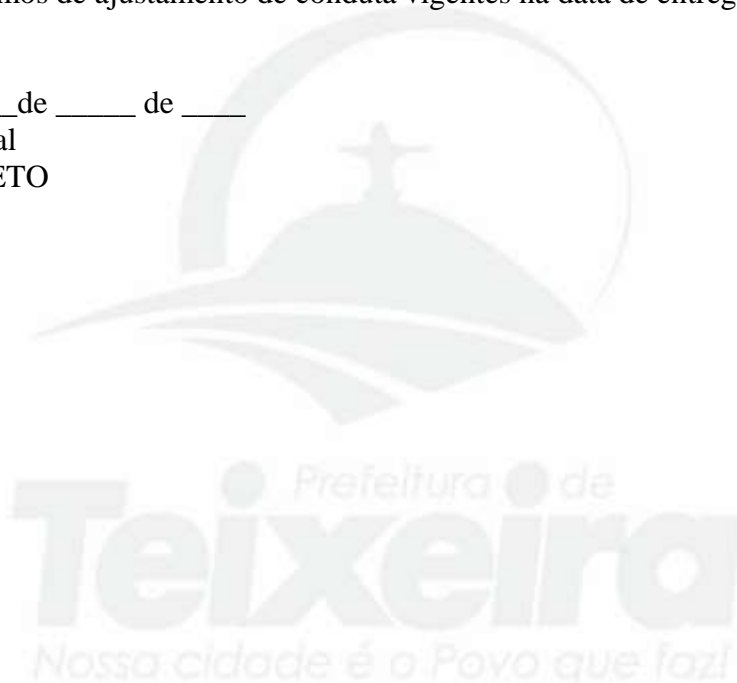 mos de ajustamento de conduta vigentes na data de entreg
_de _____ de ____
al
ETO
Prefeitura de
Teixeira
Nossa cidade é o Povo que faz!